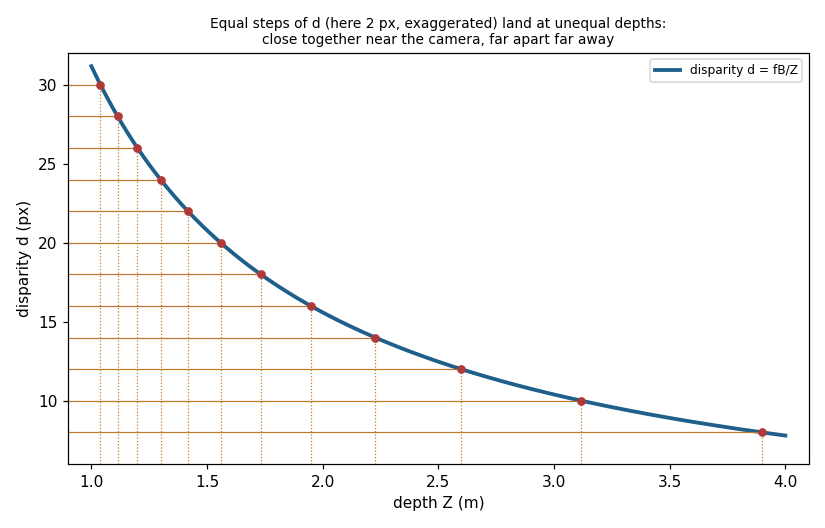 Equal steps of d (here 2 px, exaggerated) land at unequal depths:
close together near the camera, far apart far away
disparity d = fB/Z
disparity d (px)
30
25
20
15
10
1.0 1.5 2.0 2.5 3.0 3.5 4.0
depth Z (m)